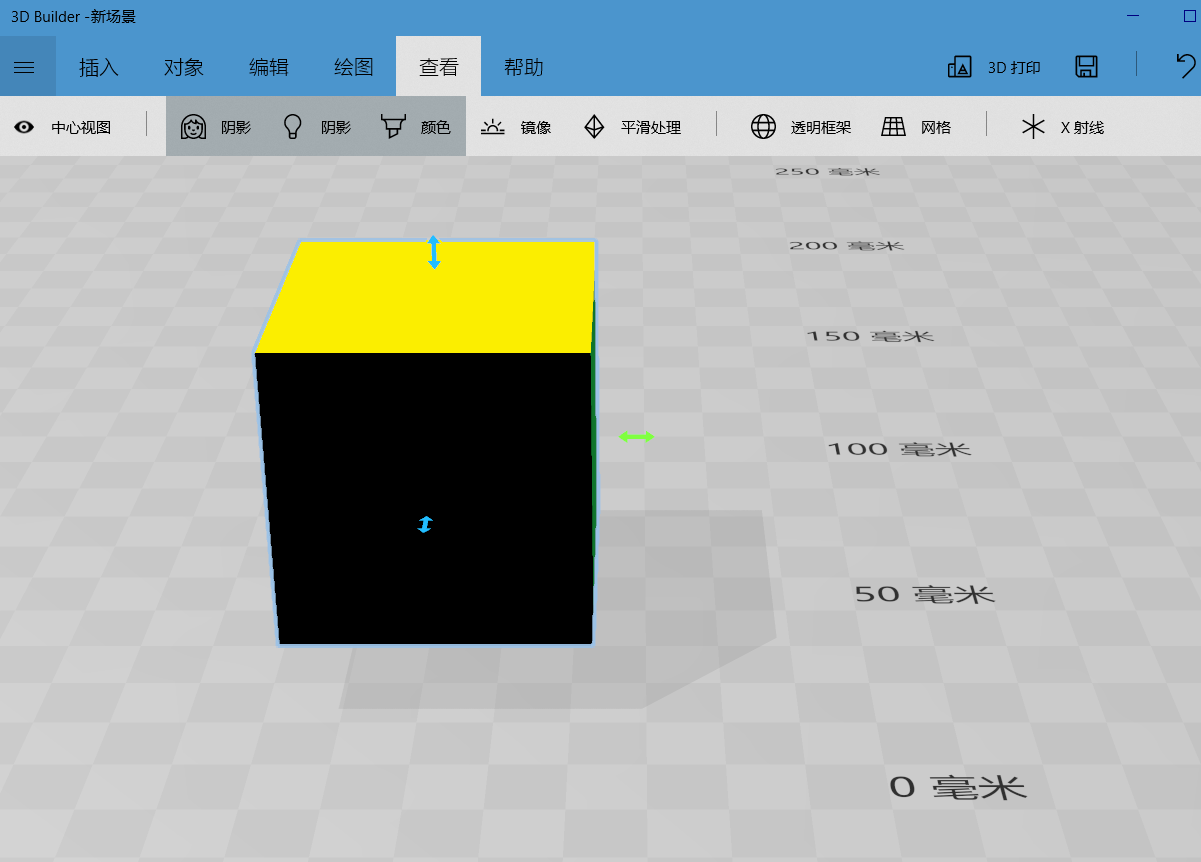 3D Builder -新场景
插入 对象 编辑 绘图 查看 帮助 3D 打印
中心视图 阴影 阴影 颜色 镜像 平滑处理 透明框架 网格 X 射线
250 毫米
200 毫米
150 毫米
100 毫米
50 毫米
0 毫米